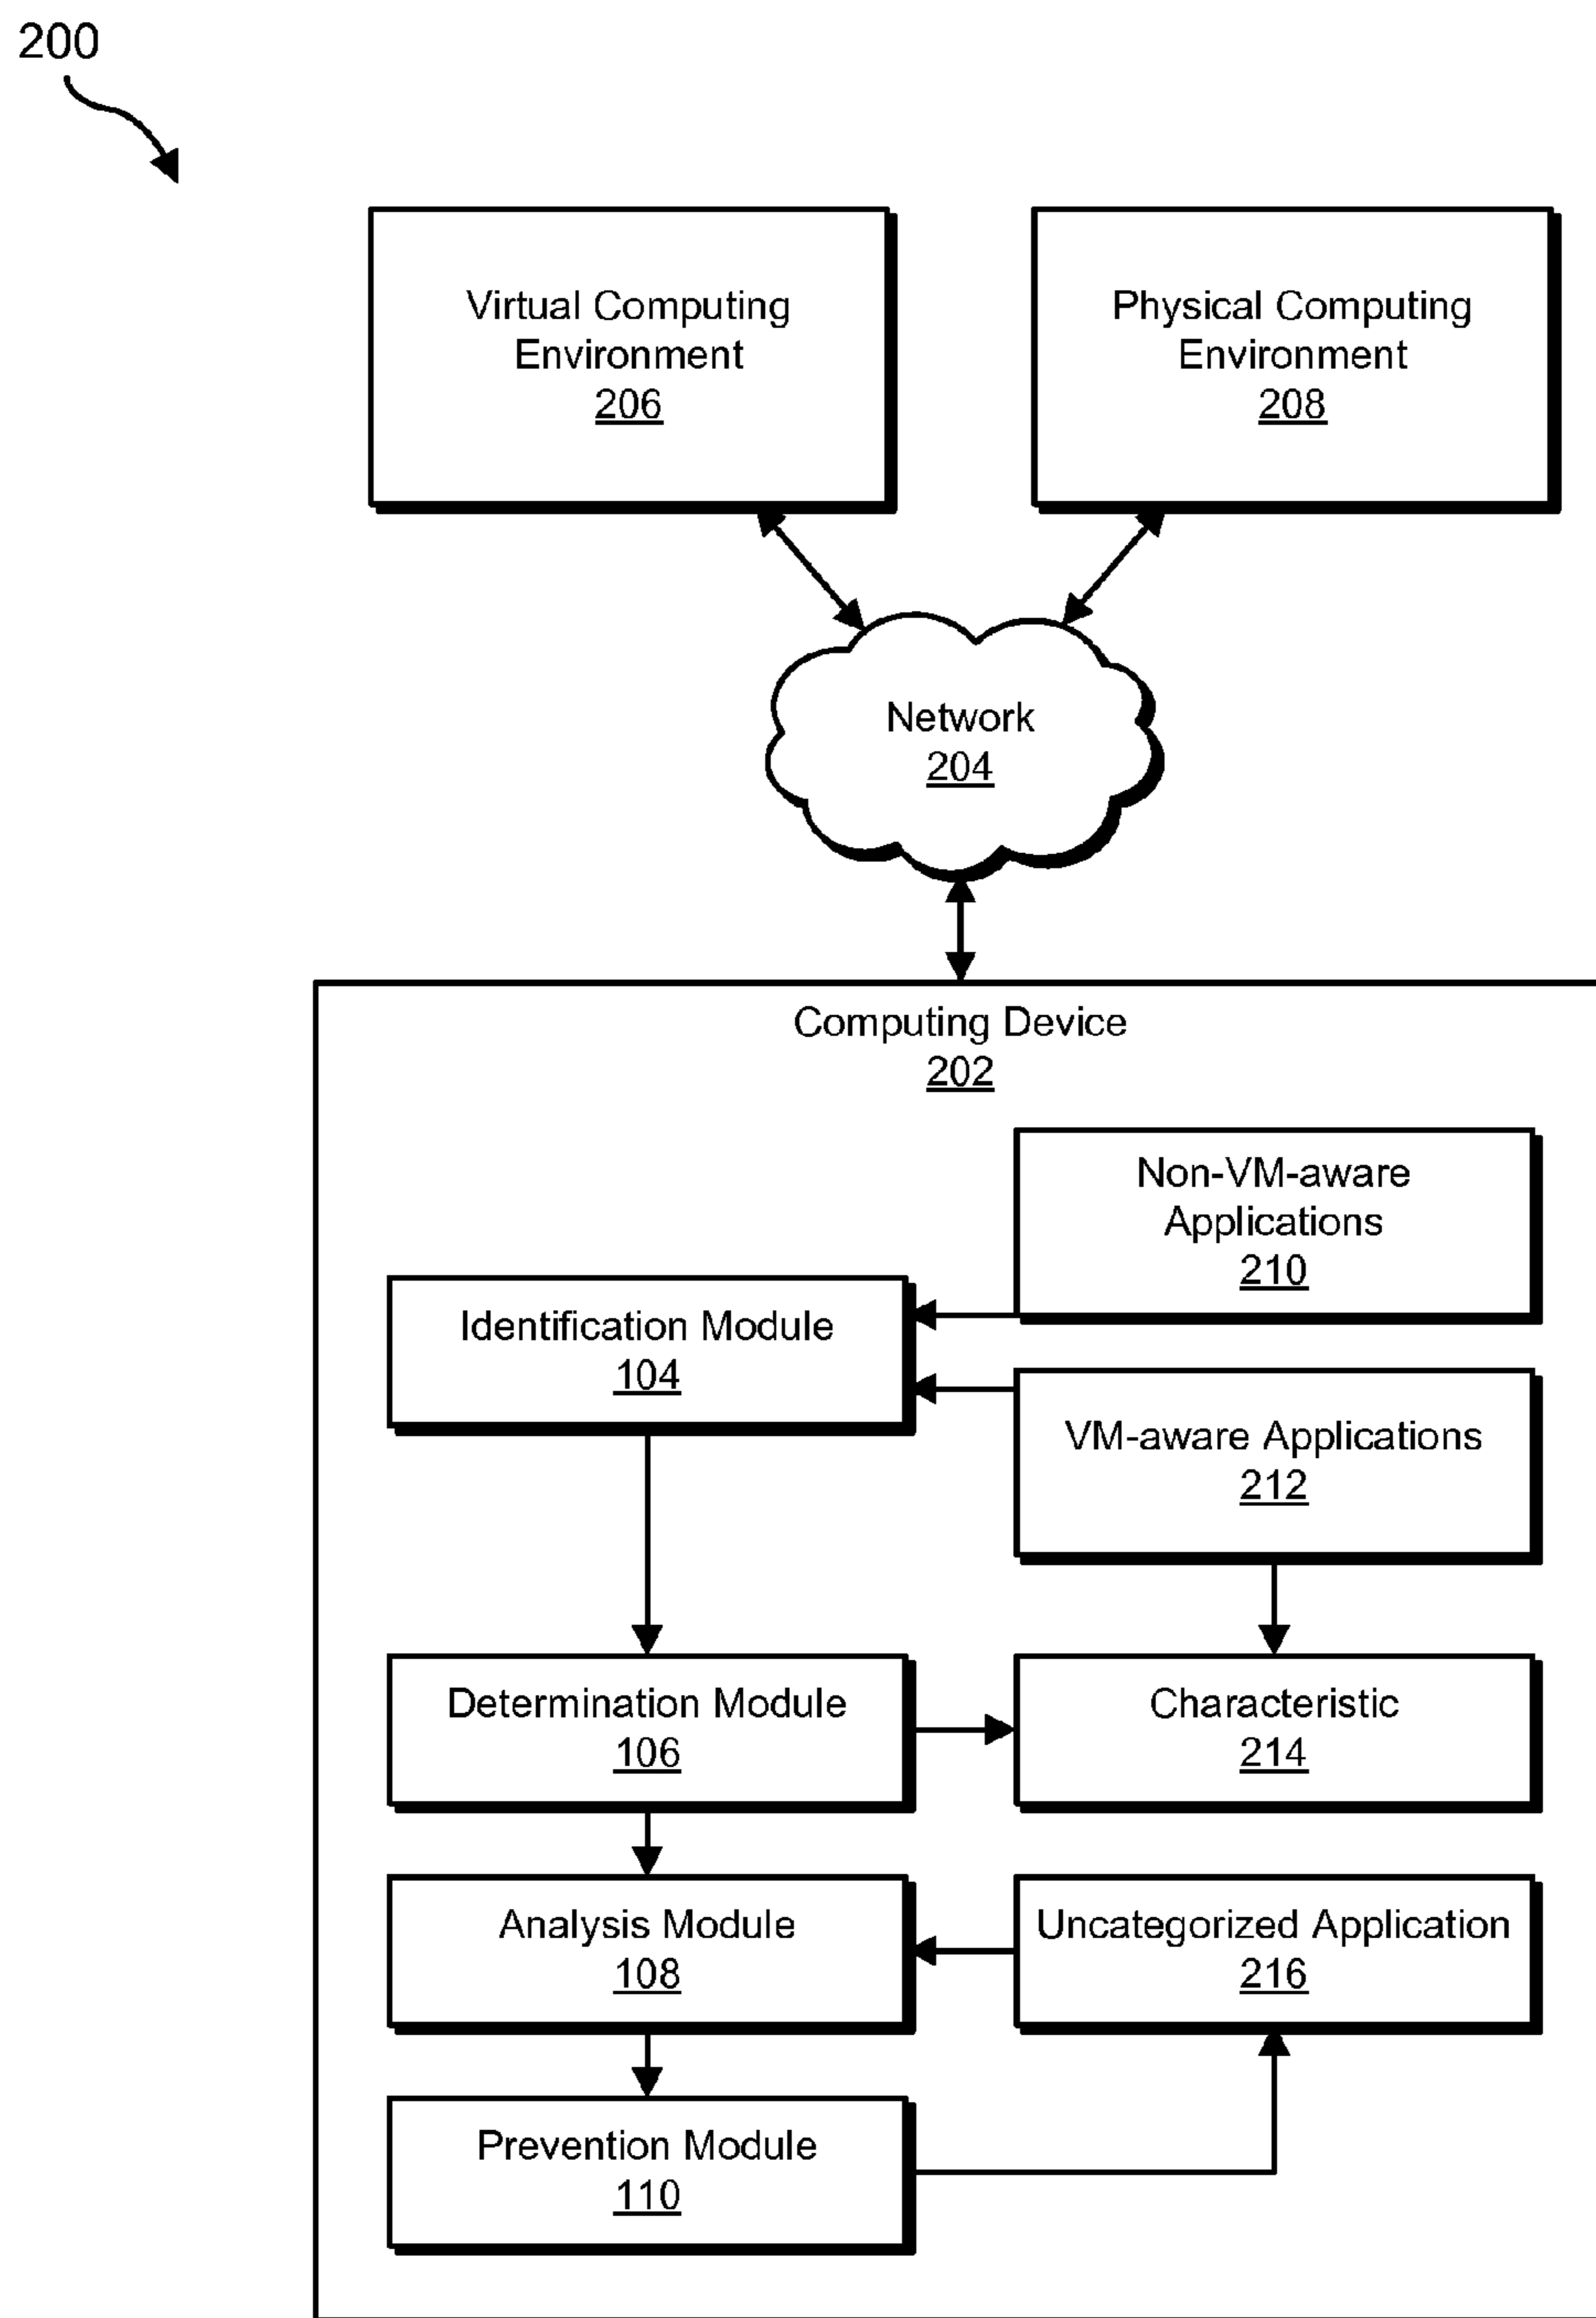 200
Virtual Computing
Environment
206
Physical Computing
Environment
208
Network
204
Computing Device
202
Non-VM-aware
Applications
210
Identification Module
104
VM-aware Applications
212
Determination Module
106
Characteristic
214
Analysis Module
108
Uncategorized Application
216
Prevention Module
110